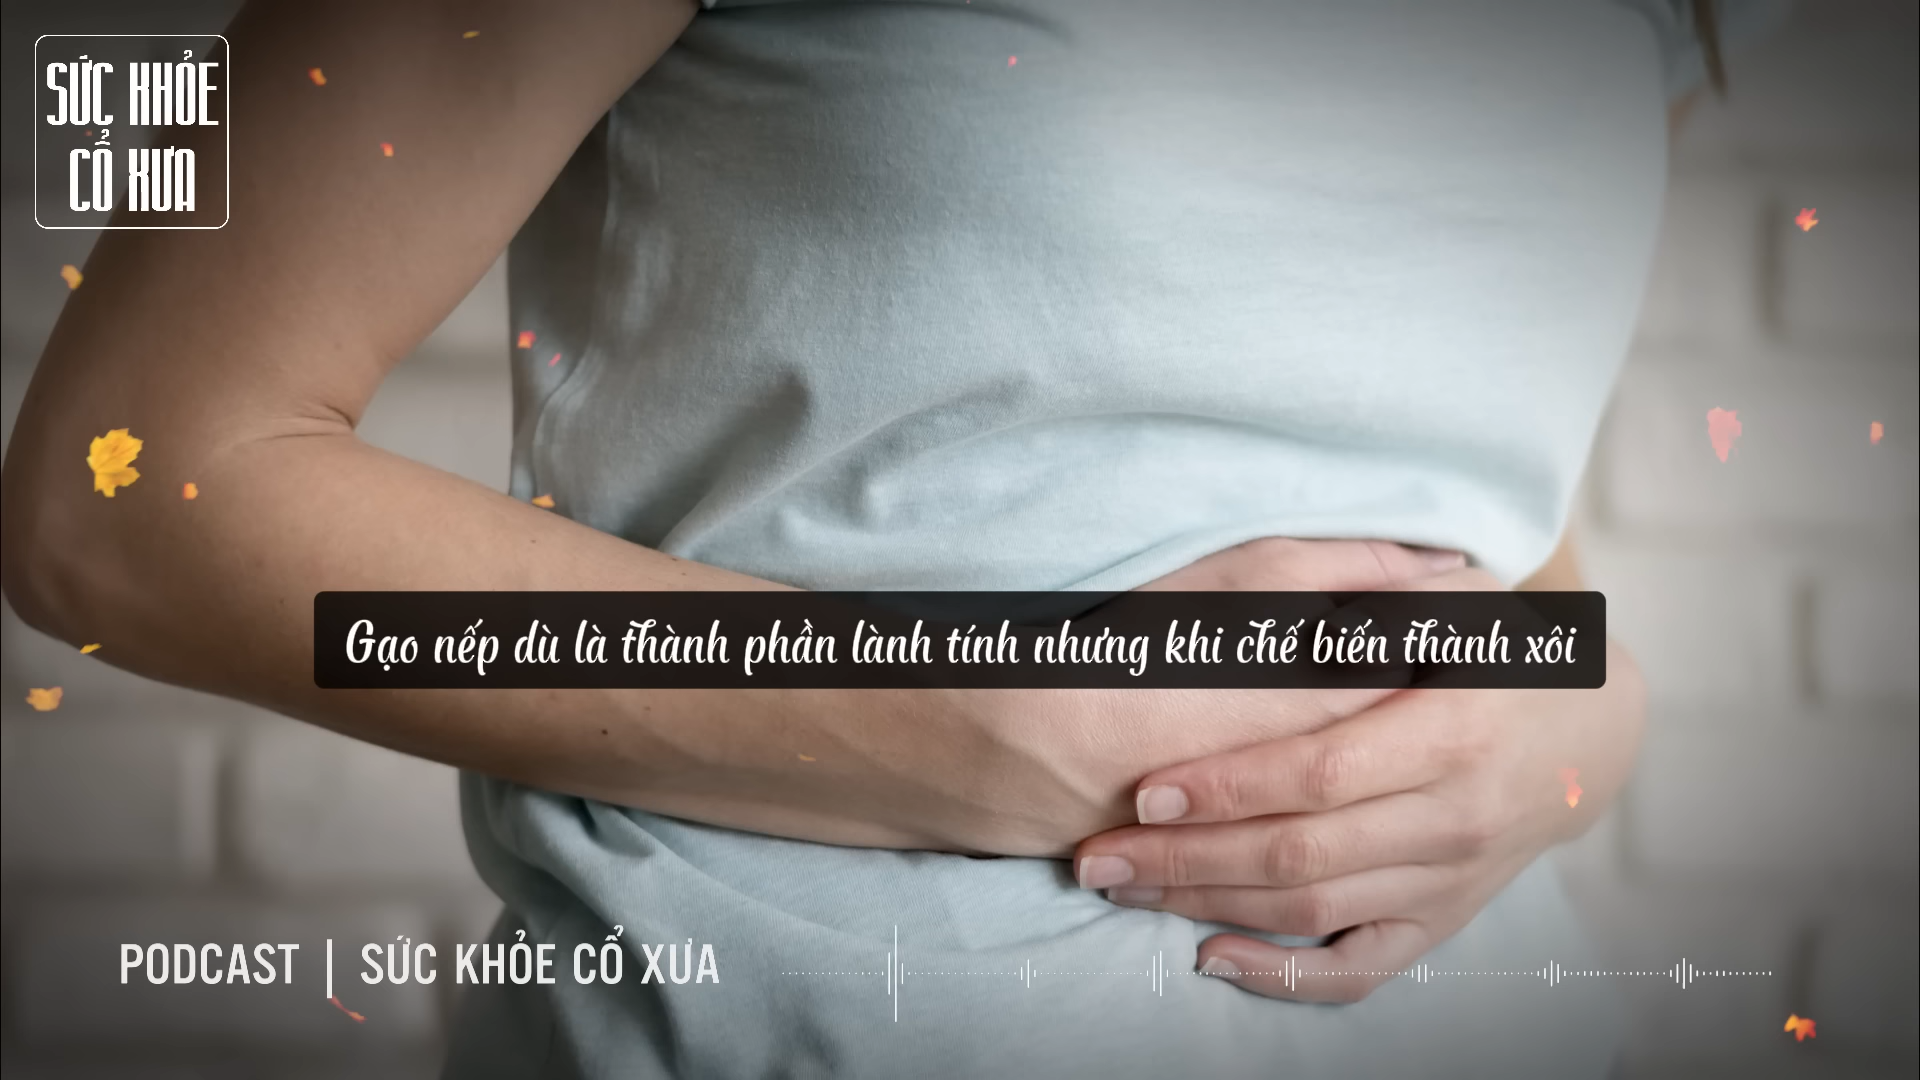 SỨC KHỎE
CỔ XƯA
Gạo nếp dù là thành phần lành tính nhưng khi chế biến thành xôi
PODCAST | SỨC KHỎE CỔ XƯA